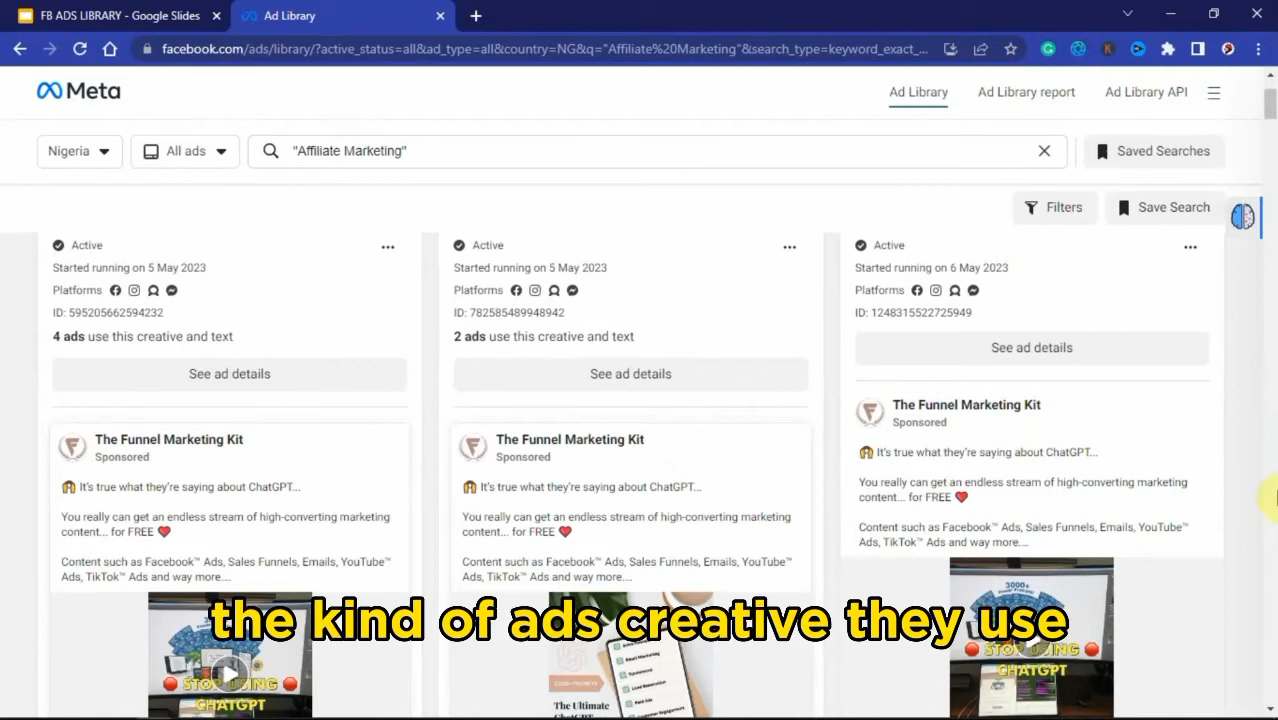 FB ADS LIBRARY - Google Slides
Ad Library
facebook.com/ads/library/?active_status=all&ad_type=all&country=NG&q="Affiliate%20Marketing"&search_type=keyword_exact_...
Meta
Ad Library
Ad Library report
Ad Library API
Nigeria
All ads
"Affiliate Marketing"
Saved Searches
Filters
Save Search
Active
Started running on 5 May 2023
Platforms
ID: 595205662594232
4 ads use this creative and text
See ad details
The Funnel Marketing Kit
Sponsored
It's true what they're saying about ChatGPT...
You really can get an endless stream of high-converting marketing
content... for FREE
Content such as Facebook™ Ads, Sales Funnels, Emails, YouTube™
Ads, TikTok™ Ads and way more....
STOP USING
CHATGPT
Active
Started running on 5 May 2023
Platforms
ID: 782585489948942
2 ads use this creative and text
See ad details
The Funnel Marketing Kit
Sponsored
It's true what they're saying about ChatGPT...
You really can get an endless stream of high-converting marketing
content... for FREE
Content such as Facebook™ Ads, Sales Funnels, Emails, YouTube™
Ads, TikTok™ Ads and way more....
The Ultimate
Active
Started running on 6 May 2023
Platforms
ID: 1248315522725949
See ad details
The Funnel Marketing Kit
Sponsored
It's true what they're saying about ChatGPT...
You really can get an endless stream of high-converting marketing
content... for FREE
Content such as Facebook™ Ads, Sales Funnels, Emails, YouTube™
Ads, TikTok™ Ads and way more....
3000+
STOP USING
CHATGPT
the kind of ads creative they use